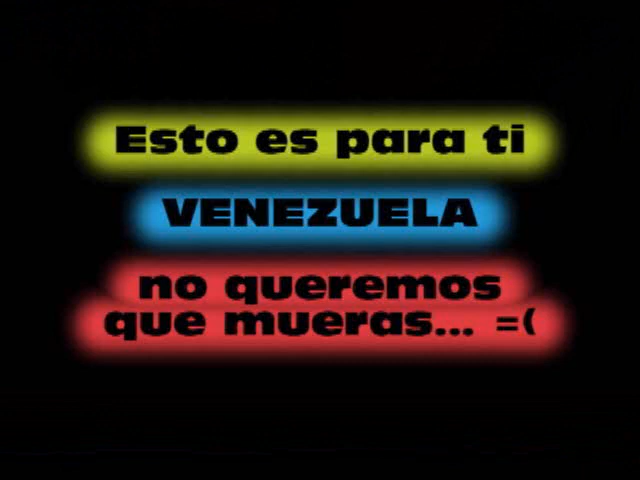 Esto es para ti
VENEZUELA
no queremos
que mueras... =(